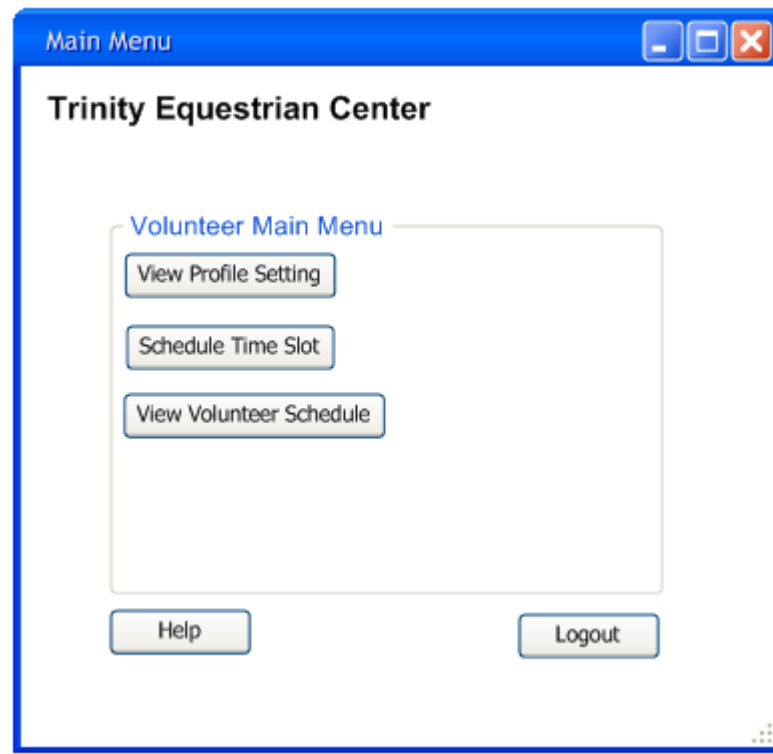 Main Menu
Trinity Equestrian Center
Volunteer Main Menu
View Profile Setting
Schedule Time Slot
View Volunteer Schedule
Help
Logout